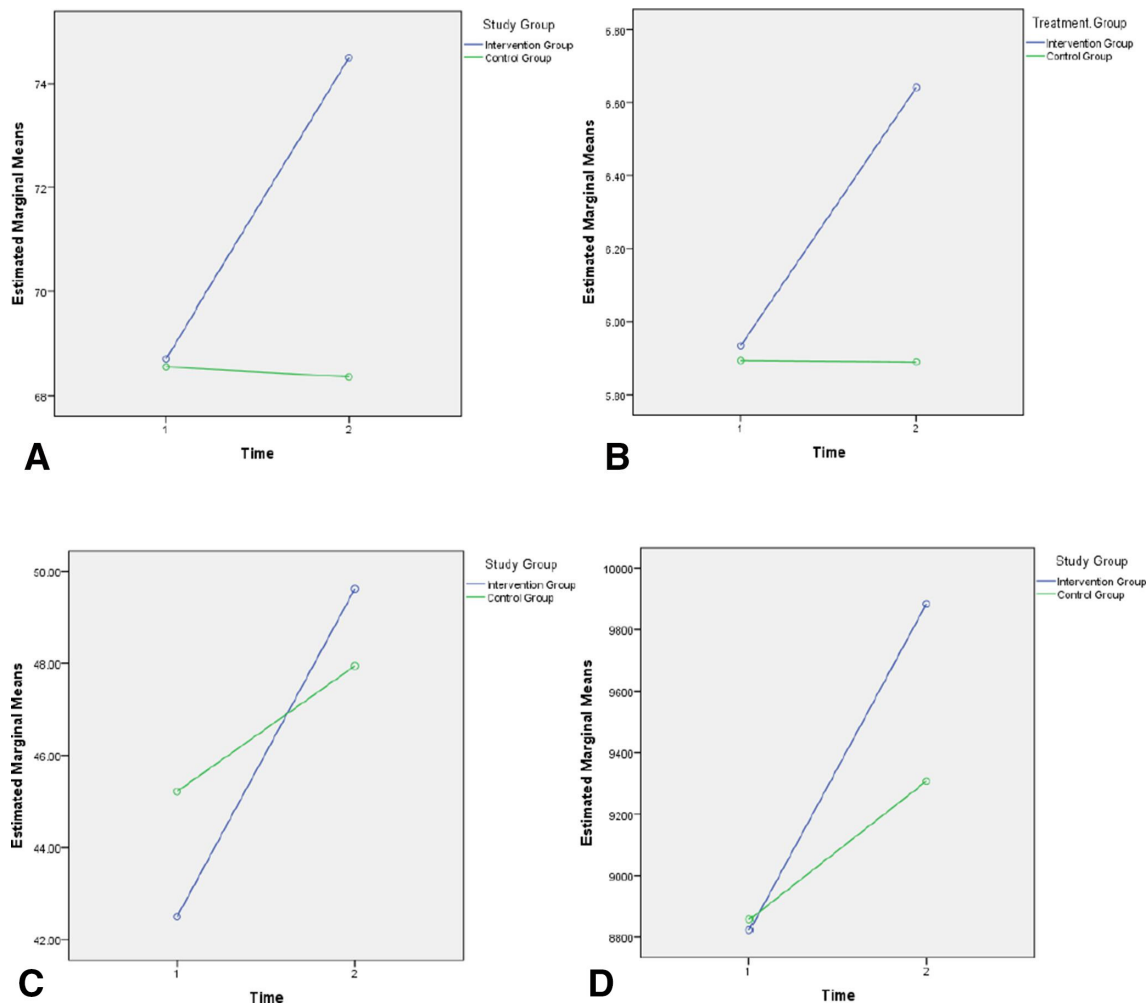 Study Group
Intervention Group
Control Group
74
72
70
68
Estimated Marginal Means
1
2
Time
A
Treatment.Group
Intervention Group
Control Group
6.80
6.60
6.40
6.20
6.00
5.80
Estimated Marginal Means
1
2
Time
B
Study Group
Intervention Group
Control Group
50.00
48.00
46.00
44.00
42.00
Estimated Marginal Means
1
2
Time
C
Study Group
Intervention Group
Control Group
10000
9800
9600
9400
9200
9000
8800
Estimated Marginal Means
1
2
Time
D